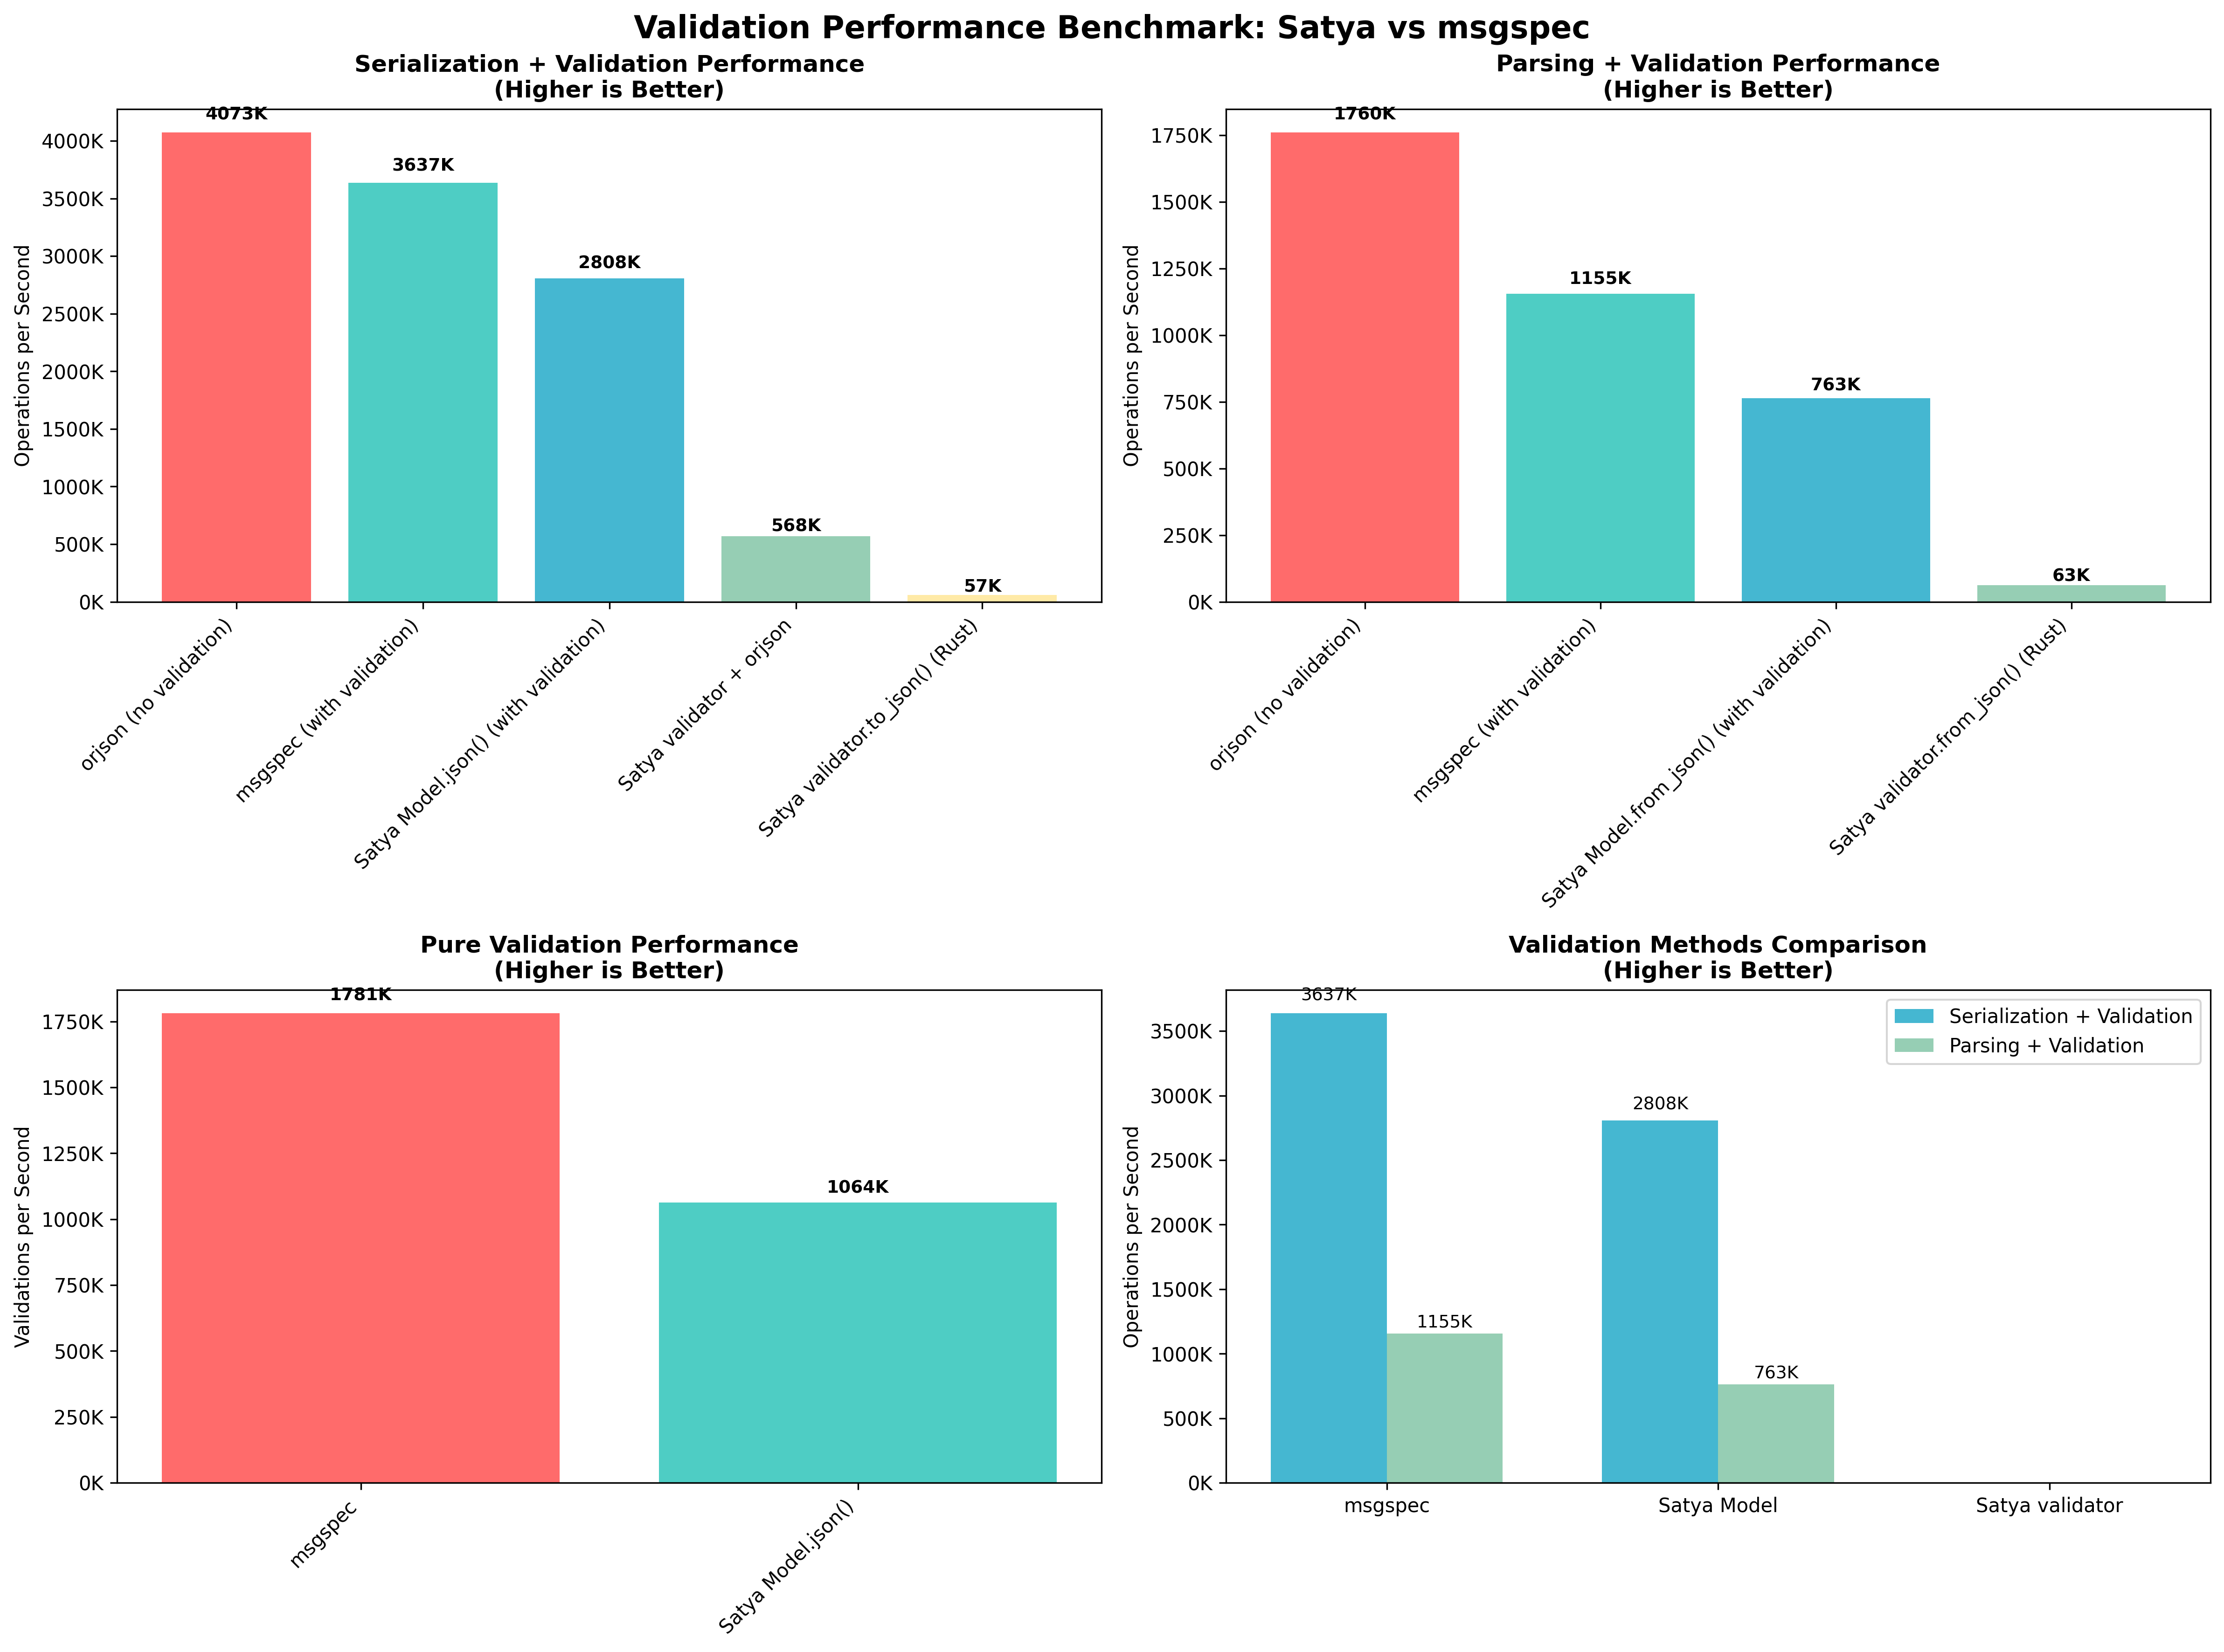 Validation Performance Benchmark: Satya vs msgspec
Serialization + Validation Performance
(Higher is Better)
Operations per Second
4000K
3500K
3000K
2500K
2000K
1500K
1000K
500K
0K
4073K
3637K
2808K
568K
57K
orjson (no validation)
msgspec (with validation)
Satya Model.json() (with validation)
Satya validator + orjson
Satya validator.to_json() (Rust)
Parsing + Validation Performance
(Higher is Better)
Operations per Second
1750K
1500K
1250K
1000K
750K
500K
250K
0K
1760K
1155K
763K
63K
orjson (no validation)
msgspec (with validation)
Satya Model.from_json() (with validation)
Satya validator.from_json() (Rust)
Pure Validation Performance
(Higher is Better)
Validations per Second
1750K
1500K
1250K
1000K
750K
500K
250K
0K
1781K
1064K
msgspec
Satya Model.json()
Validation Methods Comparison
(Higher is Better)
Operations per Second
3500K
3000K
2500K
2000K
1500K
1000K
500K
0K
3637K
1155K
2808K
763K
Serialization + Validation
Parsing + Validation
msgspec
Satya Model
Satya validator